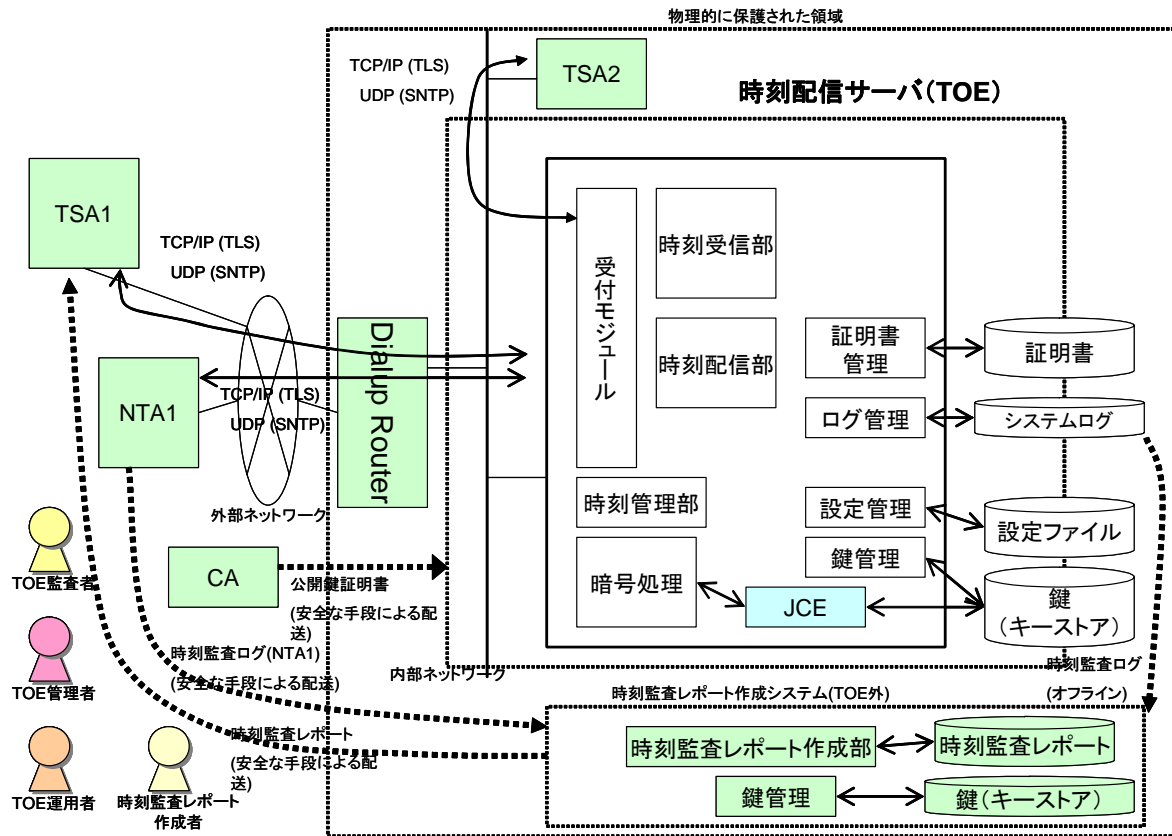 物理的に保護された領域
TCP/IP (TLS)
UDP (SNTP)
TSA2
時刻配信サーバ(TOE)
TSA1
TCP/IP (TLS)
UDP (SNTP)
受付モジュール
時刻受信部
時刻配信部
証明書
管理
証明書
Dialup Router
NTA1
TCP/IP (TLS)
UDP (SNTP)
ログ管理
システムログ
外部ネットワーク
時刻管理部
設定管理
設定ファイル
TOE監査者
CA
公開鍵証明書
(安全な手段による配
送)
暗号処理
鍵管理
JCE
鍵
(キーストア)
TOE管理者
時刻監査ログ(NTA1)
(安全な手段による配送)
内部ネットワーク
時刻監査ログ
(オフライン)
時刻監査レポート作成システム(TOE外)
時刻監査レポート
(安全な手段による配
送)
時刻監査レポート作成部
時刻監査レポート
鍵管理
鍵(キーストア)
TOE運用者
時刻監査レポート
作成者